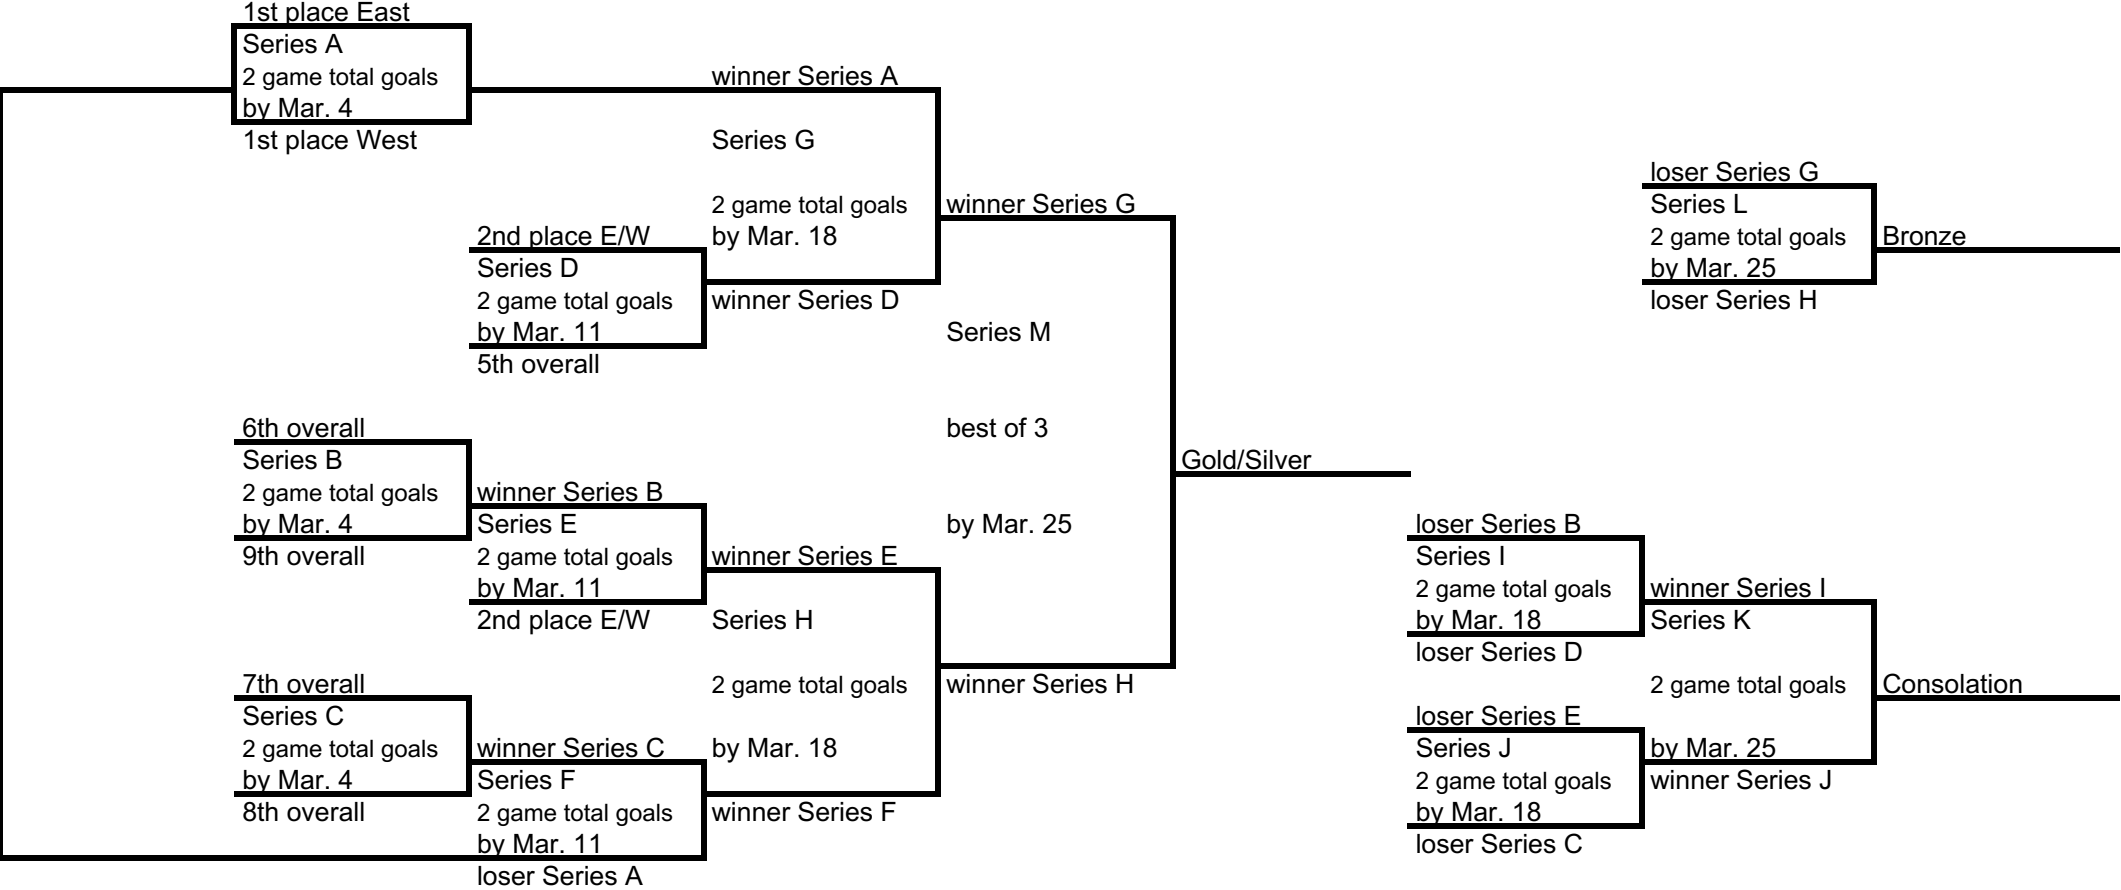 1st place East
Series A
2 game total goals
by Mar. 4
1st place West
winner Series A
Series G
2 game total goals
by Mar. 18
2nd place E/W
Series D
2 game total goals
by Mar. 11
5th overall
winner Series D
winner Series G
Series M
best of 3
by Mar. 25
Gold/Silver
6th overall
Series B
2 game total goals
by Mar. 4
9th overall
winner Series B
Series E
2 game total goals
by Mar. 11
2nd place E/W
winner Series E
Series H
2 game total goals
by Mar. 18
winner Series F
winner Series H
7th overall
Series C
2 game total goals
by Mar. 4
8th overall
winner Series C
Series F
2 game total goals
by Mar. 11
loser Series A
loser Series G
Series L
2 game total goals
by Mar. 25
loser Series H
Bronze
loser Series B
Series I
2 game total goals
by Mar. 18
loser Series D
winner Series I
Series K
2 game total goals
by Mar. 25
winner Series J
Consolation
loser Series E
Series J
2 game total goals
by Mar. 18
loser Series C